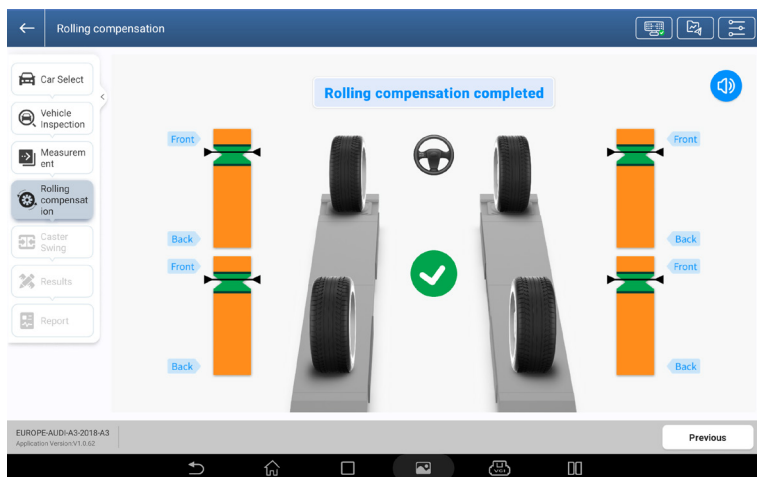 Rolling compensation
Car Select
Vehicle
Inspection
Measurem
ent
Rolling
compensat
ion
Caster
Swing
Results
Report
Rolling compensation completed
Front
Front
Back
Back
Front
Front
Back
Back
EUROPE-AUDI-A3-2018-A3
Application Version:V1.0.62
Previous
VCI